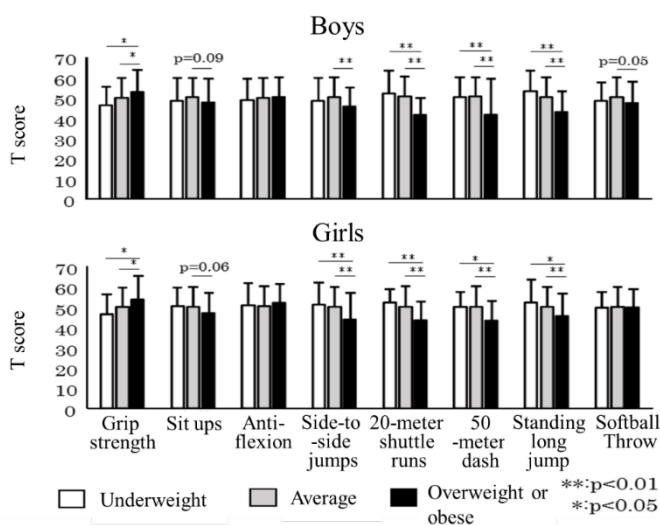 Boys
* * p=0.09 ** ** ** ** ** ** ** p=0.05
T score
70
60
50
40
30
20
10
0
Girls
* * p=0.06 ** ** ** ** * ** * **
T score
70
60
50
40
30
20
10
0
Grip strength
Sit ups
Anti-flexion
Side-to-side jumps
20-meter shuttle runs
50-meter dash
Standing long jump
Softball Throw
Underweight
Average
Overweight or obese
**:p<0.01
*:p<0.05